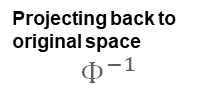 Projecting back to
original space
Φ⁻¹